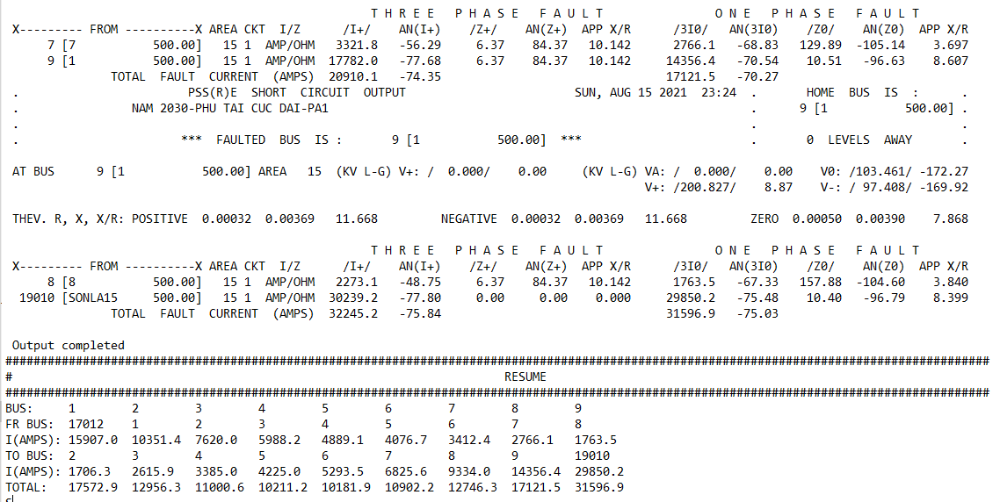 T H R E E   P H A S E   F A U L T                O N E   P H A S E   F A U L T
X--------- FROM ----------X AREA CKT  I/Z      /I+/    AN(I+)    /Z+/    AN(Z+)  APP X/R      /3I0/   AN(3I0)   /Z0/    AN(Z0)  APP X/R
7 [7           500.00]   15 1  AMP/OHM   3321.8   -56.29    6.37   84.37  10.142     2766.1   -68.83  129.89 -105.14   3.697
9 [1           500.00]   15 1  AMP/OHM  17782.0   -77.68    6.37   84.37  10.142    14356.4   -70.54   10.51  -96.63   8.607
TOTAL  FAULT  CURRENT  (AMPS)  20910.1  -74.35                                 17121.5  -70.27
.                        PSS(R)E  SHORT  CIRCUIT  OUTPUT                        SUN, AUG 15 2021  23:24  .       HOME  BUS  IS  :      .
.                NAM 2030-PHU TAI CUC DAI-PA1                                                            .      9 [1           500.00] .
.                                                                                                         .                             .
.                       ***  FAULTED  BUS  IS :       9 [1           500.00]  ***                        .       0  LEVELS  AWAY       .
AT BUS      9 [1             500.00] AREA   15  (KV L-G) V+: /  0.000/    0.00     (KV L-G) VA: /  0.000/    0.00  V0: /103.461/ -172.27
V+: /200.827/    8.87  V-: / 97.408/ -169.92
THEV. R, X, X/R: POSITIVE  0.00032  0.00369   11.668         NEGATIVE  0.00032  0.00369   11.668         ZERO  0.00050  0.00390    7.868
T H R E E   P H A S E   F A U L T                O N E   P H A S E   F A U L T
X--------- FROM ----------X AREA CKT  I/Z      /I+/    AN(I+)    /Z+/    AN(Z+)  APP X/R      /3I0/   AN(3I0)   /Z0/    AN(Z0)  APP X/R
8 [8           500.00]   15 1  AMP/OHM   2273.1   -48.75    6.37   84.37  10.142     1763.5   -67.33  157.88 -104.60   3.840
19010 [SONLA15     500.00]   15 1  AMP/OHM  30239.2   -77.80    0.00    0.00   0.000    29850.2   -75.48   10.40  -96.79   8.399
TOTAL  FAULT  CURRENT  (AMPS)  32245.2  -75.84                                 31596.9  -75.03
Output completed
############################################################################################################################################
#                                                                      RESUME
############################################################################################################################################
BUS:     1        2        3        4        5        6        7        8        9
FR BUS:  17012    1        2        3        4        5        6        7        8
I(AMPS): 15907.0  10351.4  7620.0   5988.2   4889.1   4076.7   3412.4   2766.1   1763.5
TO BUS:  2        3        4        5        6        7        8        9        19010
I(AMPS): 1706.3   2615.9   3385.0   4225.0   5293.5   6825.6   9334.0   14356.4  29850.2
TOTAL:   17572.9  12956.3  11000.6  10211.2  10181.9  10902.2  12746.3  17121.5  31596.9